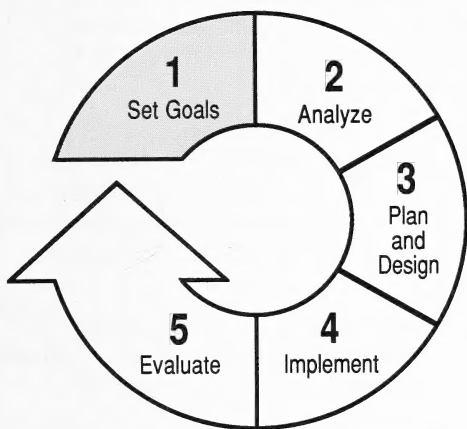 1
Set Goals
2
Analyze
3
Plan
and
Design
4
Implement
5
Evaluate